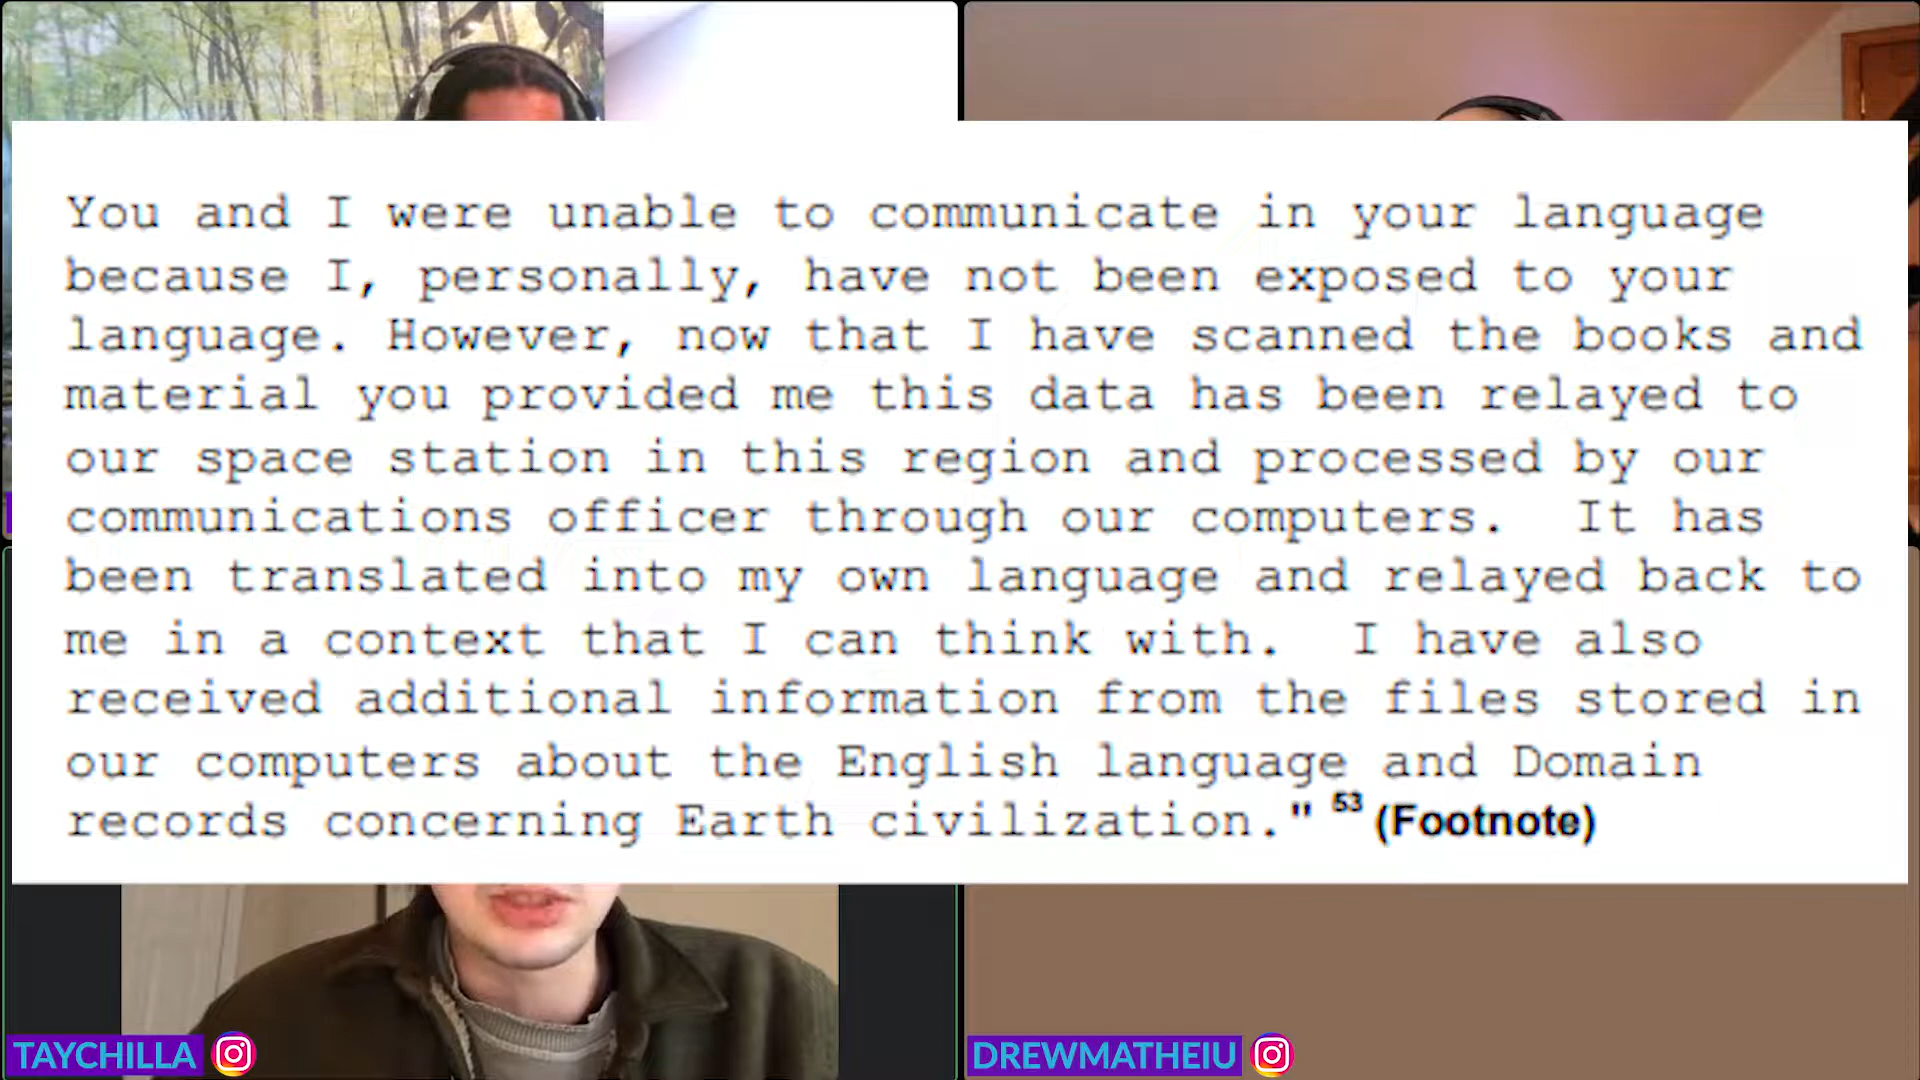 You and I were unable to communicate in your language
because I, personally, have not been exposed to your
language. However, now that I have scanned the books and
material you provided me this data has been relayed to
our space station in this region and processed by our
communications officer through our computers.  It has
been translated into my own language and relayed back to
me in a context that I can think with.  I have also
received additional information from the files stored in
our computers about the English language and Domain
records concerning Earth civilization." 53 (Footnote)
TAYCHILLA
DREWMATHEIU